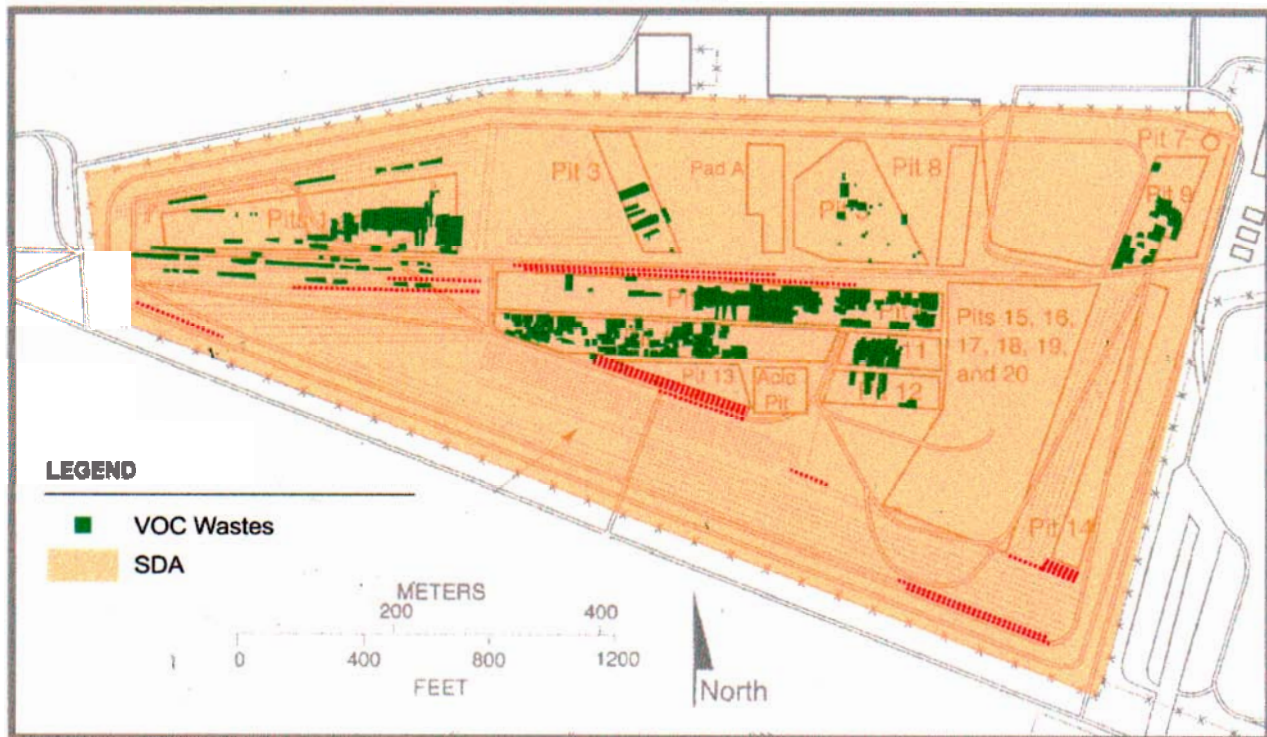 Pit 7
Pit 3
Pad A
Pit 8
Pit 9
Pits 15, 16,
17, 18, 19,
and 20
11
Pit 13
Acid
Pit
12
Pit 14
LEGEND
VOC Wastes
SDA
METERS
200 400
0 400 800 1200
FEET
North